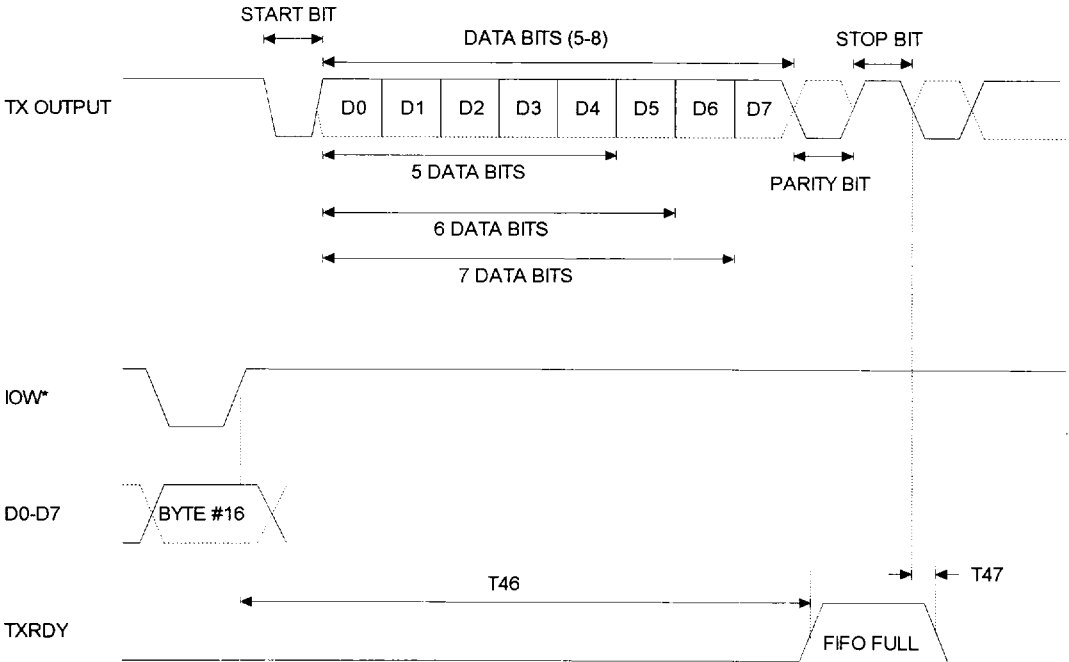 START BIT
DATA BITS (5-8)
STOP BIT
TX OUTPUT
D0 D1 D2 D3 D4 D5 D6 D7
5 DATA BITS
PARITY BIT
6 DATA BITS
7 DATA BITS
IOW*
D0-D7
BYTE #16
T46
T47
TXRDY
FIFO FULL